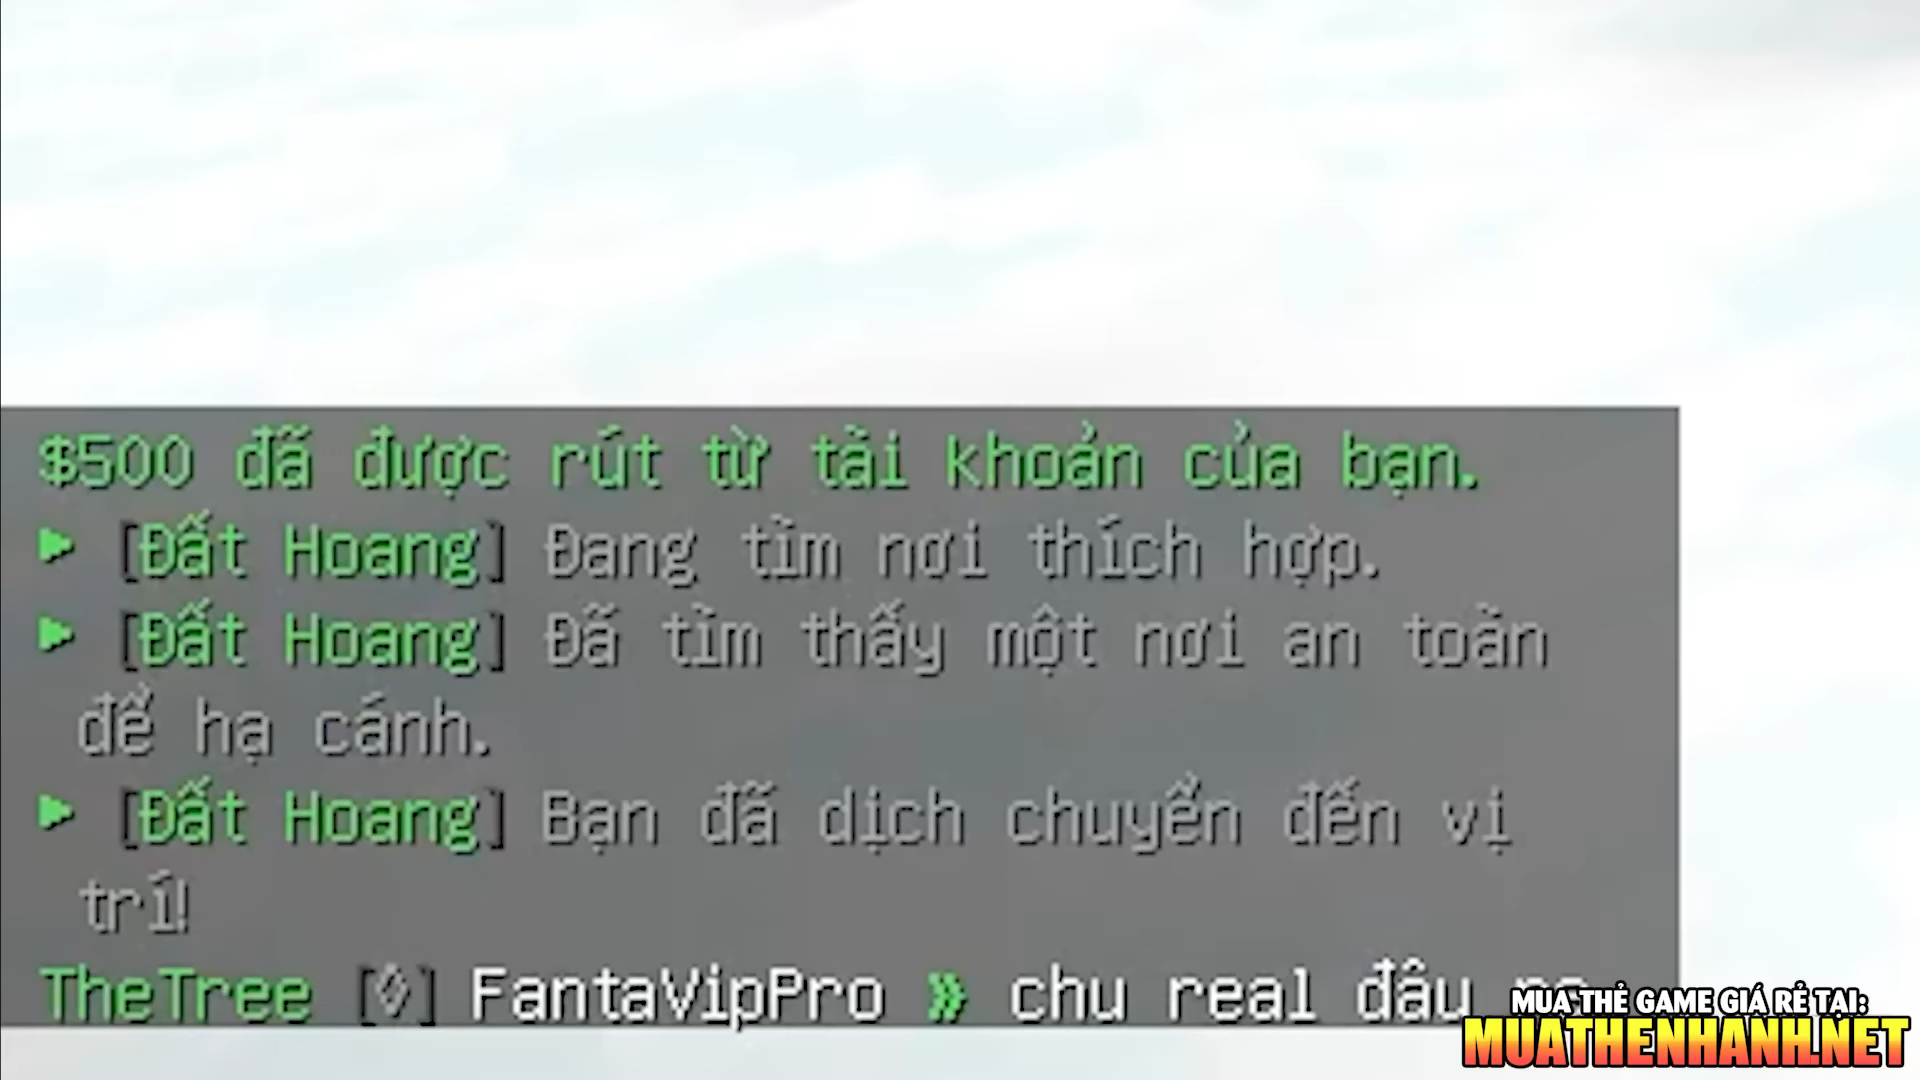 $500 đã được rút từ tài khoản của bạn.
► [Đất Hoang] Đang tìm nơi thích hợp.
► [Đất Hoang] Đã tìm thấy một nơi an toàn
để hạ cánh.
► [Đất Hoang] Bạn đã dịch chuyển đến vị
trí!
TheTree [◊] FantaVipPro » chu real đâu
MUA THẺ GAME GIÁ RẺ TẠI:
MUATHENHANH.NET